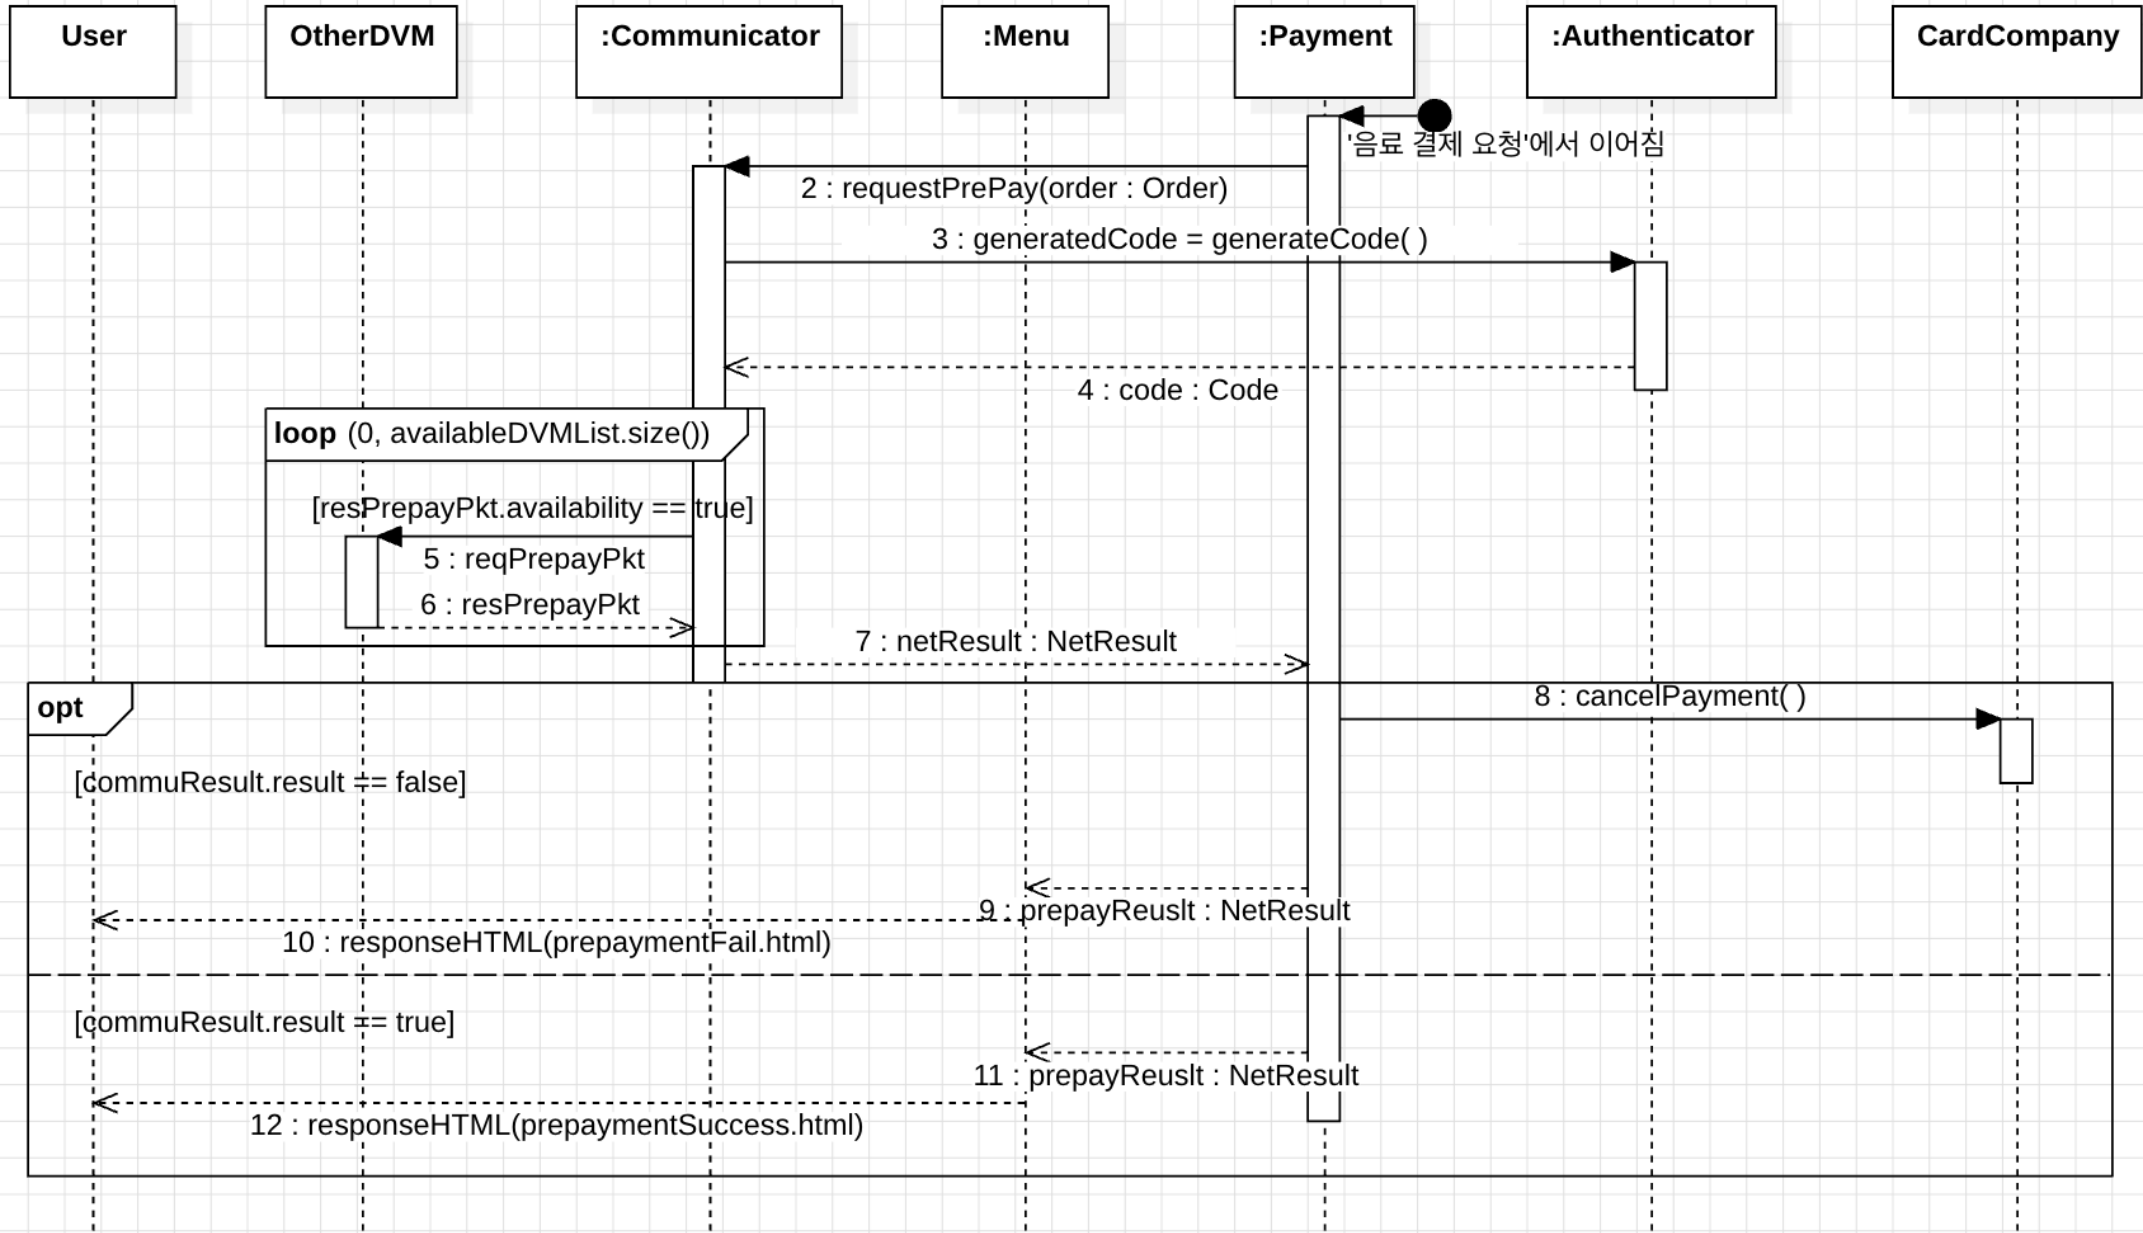 User
OtherDVM
:Communicator
:Menu
:Payment
:Authenticator
CardCompany
'음료 결제 요청'에서 이어짐
2 : requestPrePay(order : Order)
3 : generatedCode = generateCode( )
4 : code : Code
loop (0, availableDVMList.size())
[resPrepayPkt.availability == true]
5 : reqPrepayPkt
6 : resPrepayPkt
7 : netResult : NetResult
opt
8 : cancelPayment( )
[commuResult.result == false]
9 : prepayReuslt : NetResult
10 : responseHTML(prepaymentFail.html)
[commuResult.result == true]
11 : prepayReuslt : NetResult
12 : responseHTML(prepaymentSuccess.html)